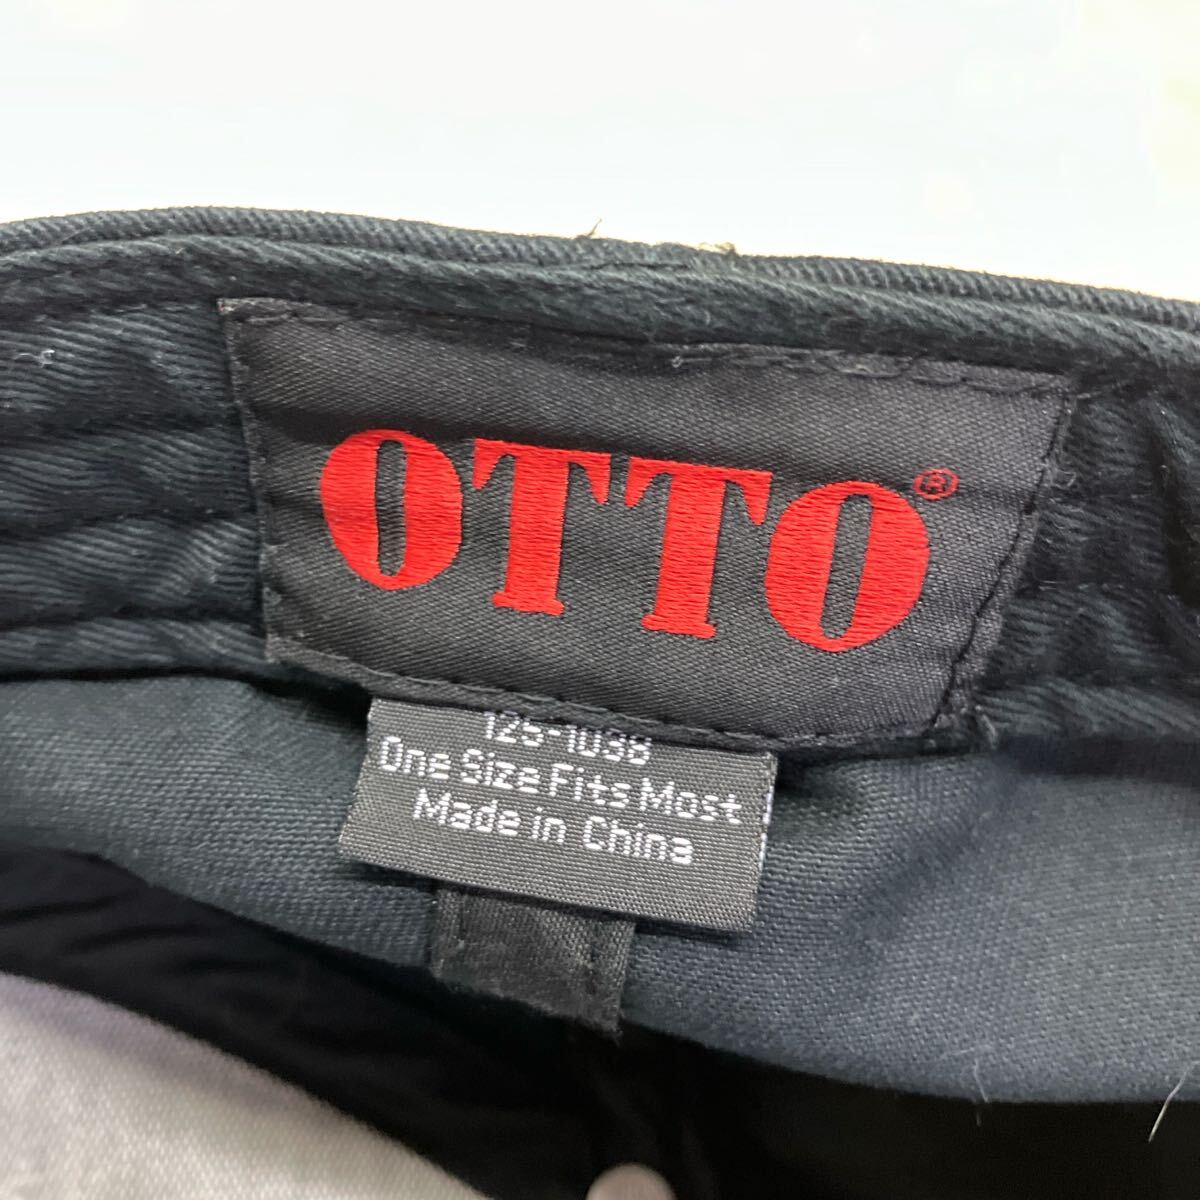 OTTO®
125-1038
One Size Fits Most
Made in China